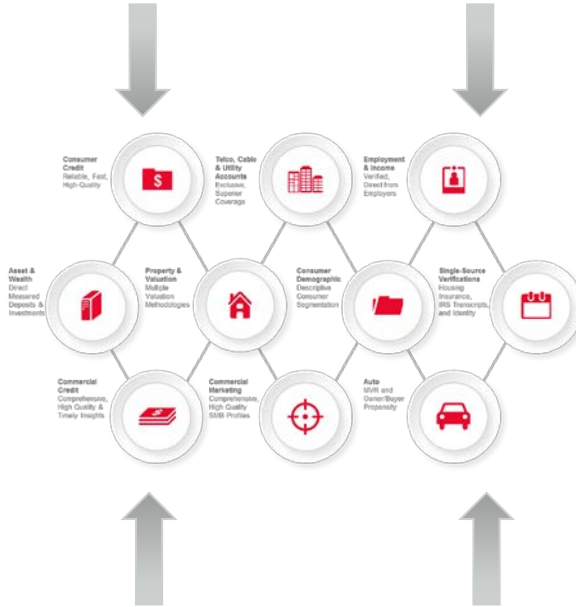 Consumer
Credit
Reliable, Fast,
High-Quality
Telco, Cable
& Utility
Accounts
Exclusive,
Superior
Coverage
Employment
& Income
Verified,
Direct from
Employers
Asset &
Wealth
Direct
Measured
Deposits &
Investments
Property &
Valuation
Multiple
Valuation
Methodologies
Consumer
Demographic
Descriptive
Consumer
Segmentation
Single-Source
Verifications
Housing
Insurance,
IRS Transcripts,
and Identity
Commercial
Credit
Comprehensive,
High Quality &
Timely Insights
Commercial
Marketing
Comprehensive,
High Quality
SMB Profiles
Auto
MVR and
Owner/Buyer
Propensity
$
$